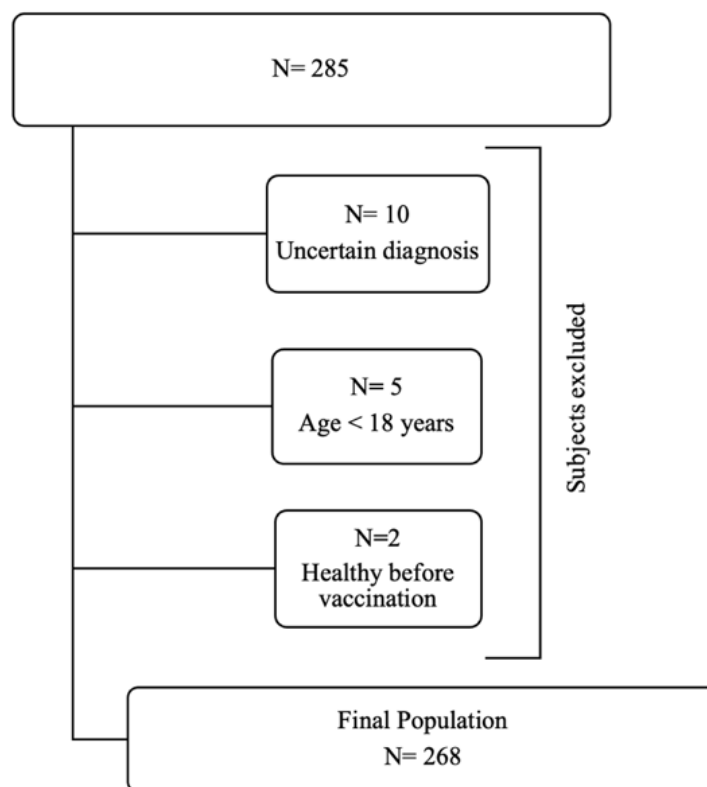 N= 285
N= 10
Uncertain diagnosis
N= 5
Age < 18 years
N=2
Healthy before
vaccination
Subjects excluded
Final Population
N= 268